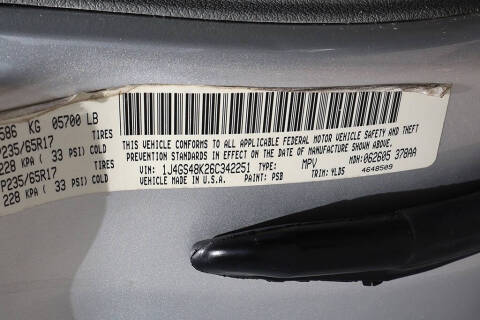 586 KG 05700 LB
P235/65R17 TIRES
228 KPA ( 33 PSI) COLD
P235/65R17 TIRES
228 KPA ( 33 PSI) COLD
THIS VEHICLE CONFORMS TO ALL APPLICABLE FEDERAL MOTOR VEHICLE SAFETY AND THEFT
PREVENTION STANDARDS IN EFFECT ON THE DATE OF MANUFACTURE SHOWN ABOVE.
VIN: 1J4GS48K26C342251 TYPE: MPV MDH: 062605 370AA
VEHICLE MADE IN U.S.A. PAINT: PSB TRIM: YLDS 4648509